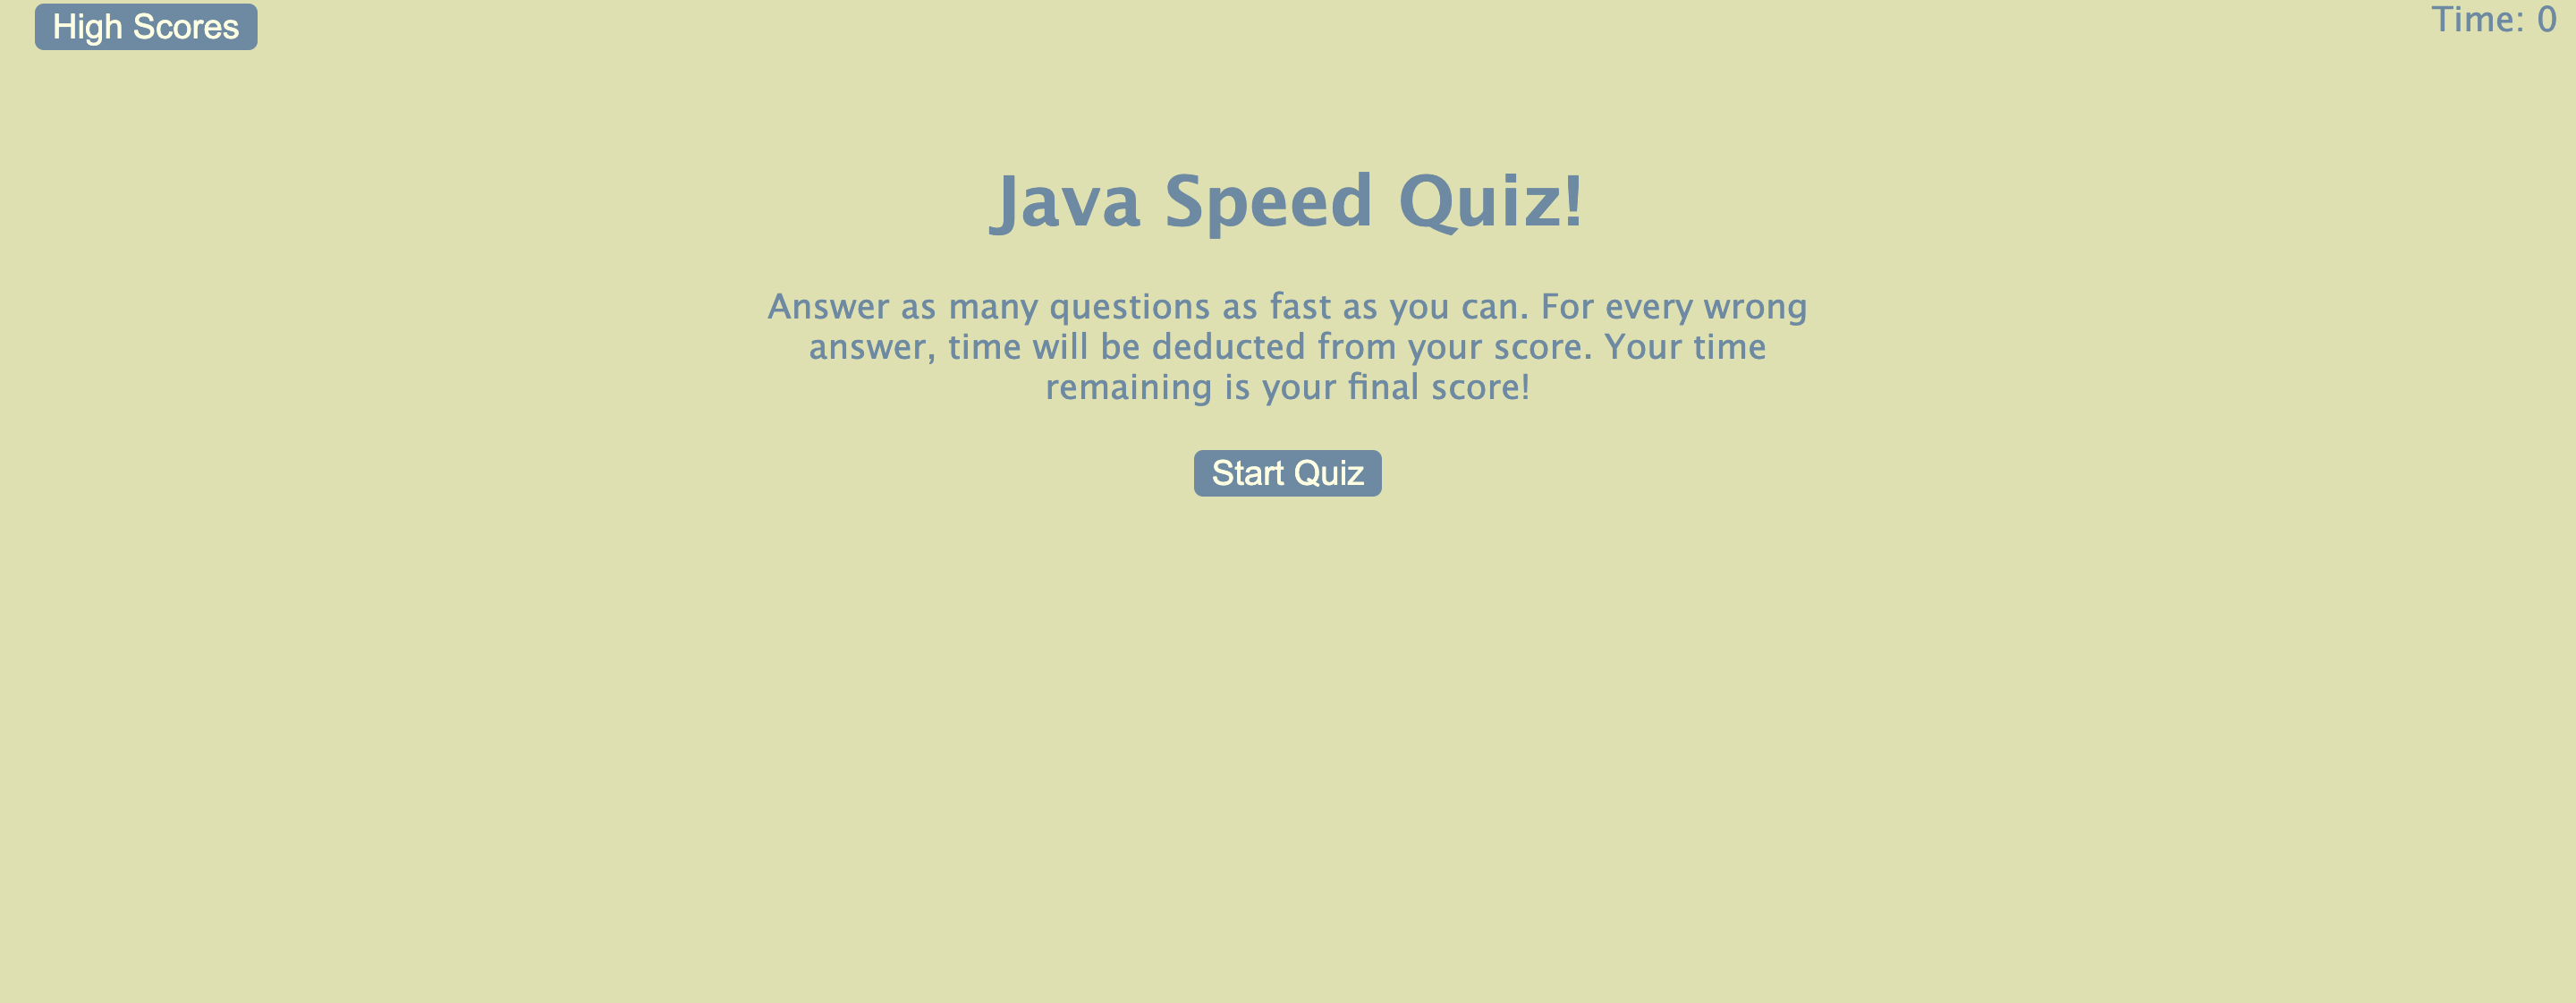 High Scores
Time: 0
Java Speed Quiz!
Answer as many questions as fast as you can. For every wrong
answer, time will be deducted from your score. Your time
remaining is your final score!
Start Quiz